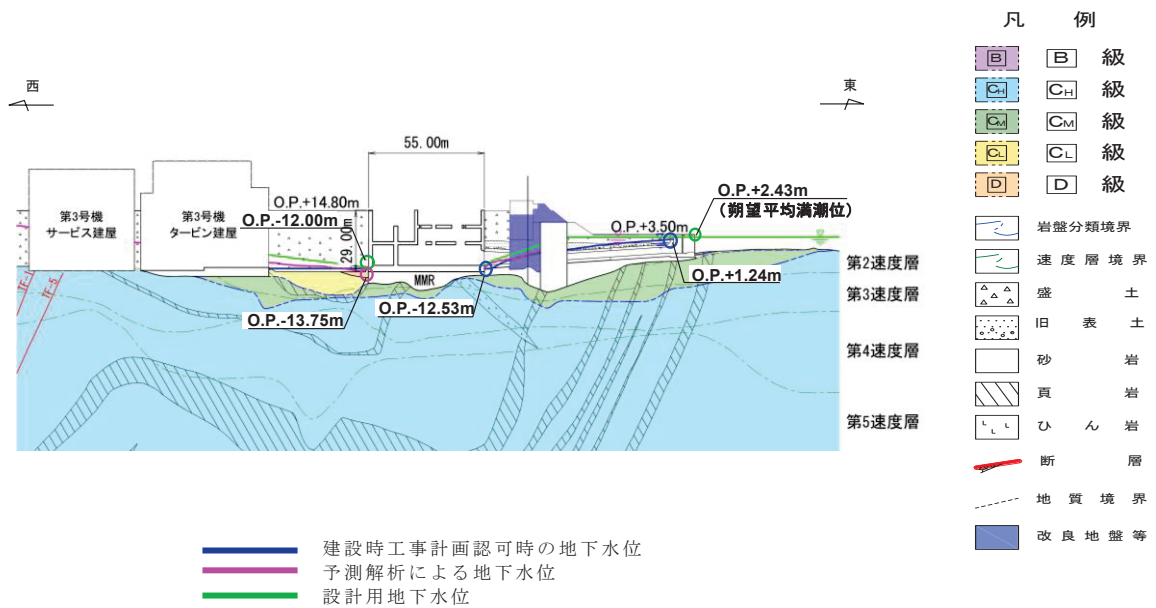 凡 例
B B 級
CH CH 級
CM CM 級
CL CL 級
D D 級
岩盤分類境界
速度層境界
盛 土
旧 表 土
砂 岩
頁 岩
ひ ん 岩
断 層
地 質 境 界
改 良 地 盤 等
西
東
55.00m
O.P.+2.43m
(朔望平均満潮位)
O.P.+14.80m
O.P.-12.00m
29.00m
第3号機
サービス建屋
第3号機
タービン建屋
O.P.+3.50m
O.P.+1.24m
MMR
O.P.-12.53m
O.P.-13.75m
TF-1
TF-5
第2速度層
第3速度層
第4速度層
第5速度層
建設時工事計画認可時の地下水位
予測解析による地下水位
設計用地下水位